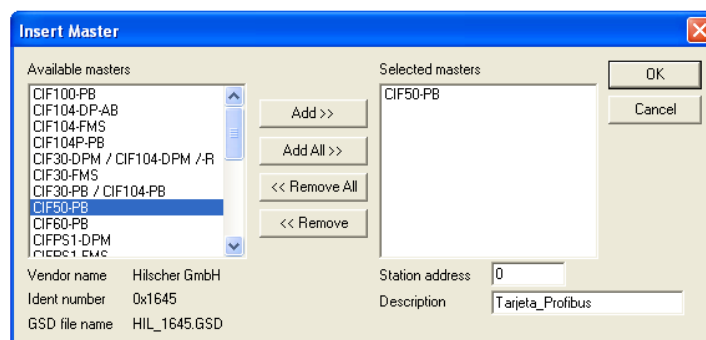 Insert Master
Available masters
CIF100-PB
CIF104-DP-AB
CIF104-FMS
CIF104P-PB
CIF30-DPM / CIF104-DPM /-R
CIF30-FMS
CIF30-PB / CIF104-PB
CIF50-PB
CIF60-PB
CIFPS1-DPM
CIFPS1-FMS
Add >>
Add All >>
<< Remove All
<< Remove
Selected masters
CIF50-PB
OK
Cancel
Vendor name Hilscher GmbH
Ident number 0x1645
GSD file name HIL_1645.GSD
Station address 0
Description Tarjeta_Profibus